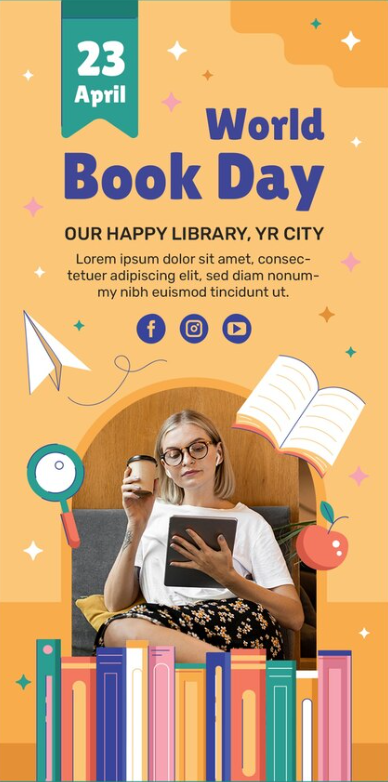 23
April
World
Book Day
OUR HAPPY LIBRARY, YR CITY
Lorem ipsum dolor sit amet, consec-
tetuer adipiscing elit, sed diam nonum-
my nibh euismod tincidunt ut.